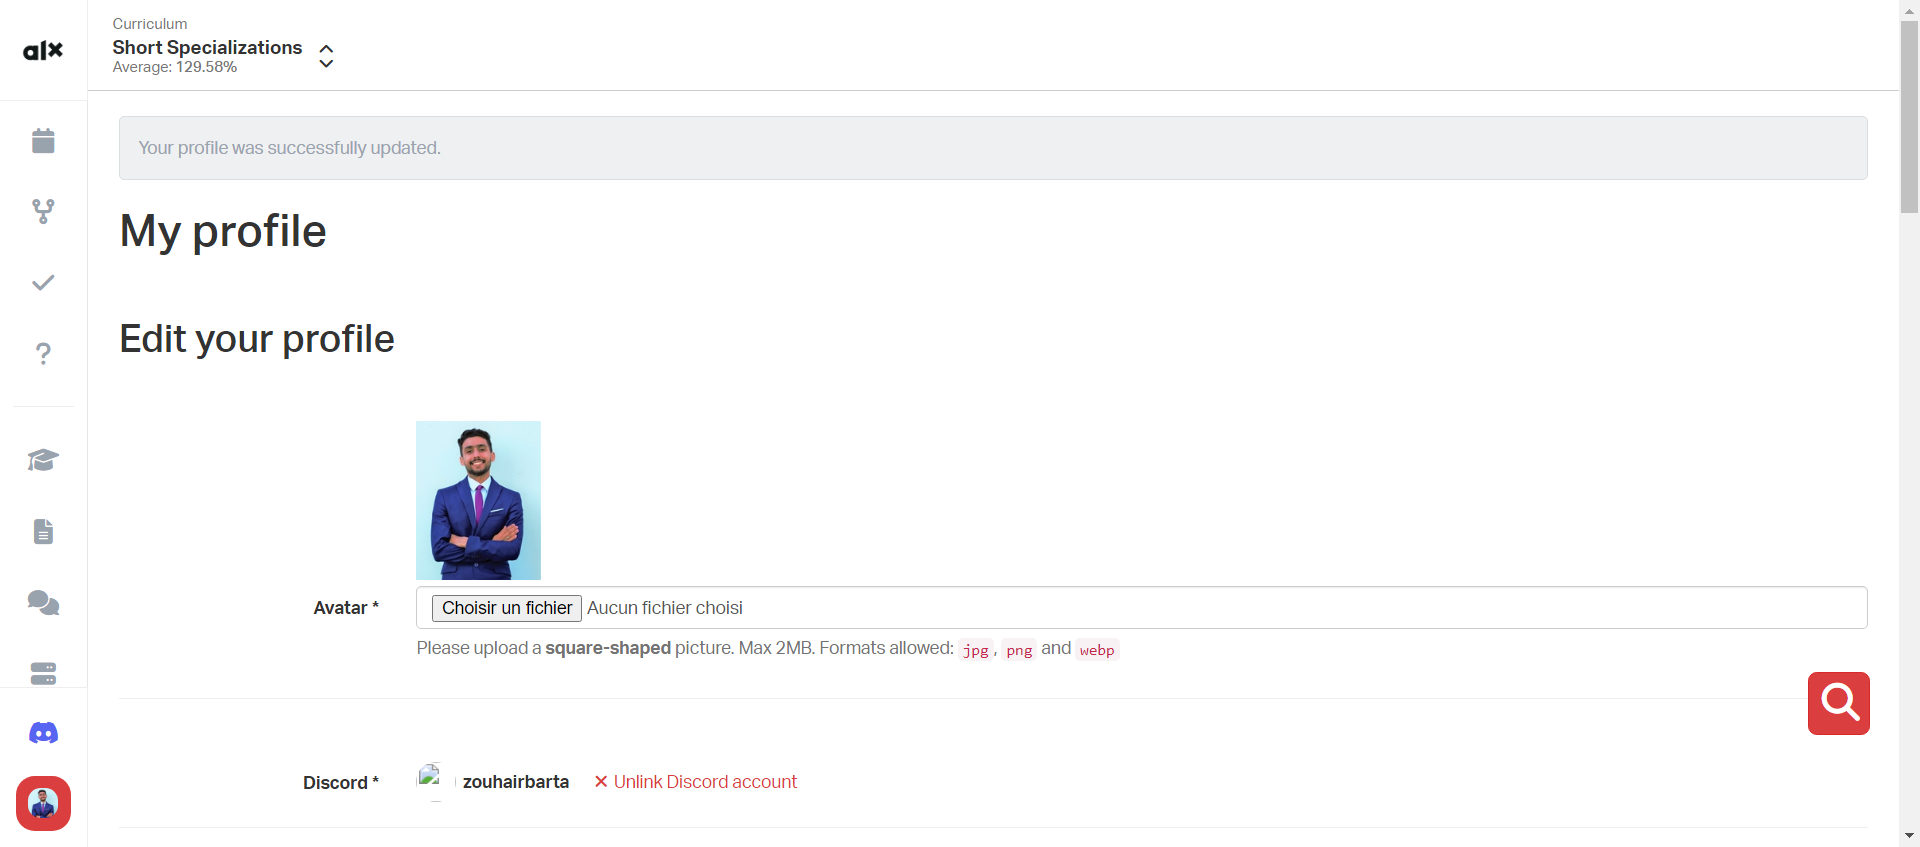 alx
Curriculum
Short Specializations
Average: 129.58%
Your profile was successfully updated.
My profile
Edit your profile
Avatar *
Choisir un fichier Aucun fichier choisi
Please upload a square-shaped picture. Max 2MB. Formats allowed: jpg, png and webp
Discord * zouhairbarta ✕ Unlink Discord account